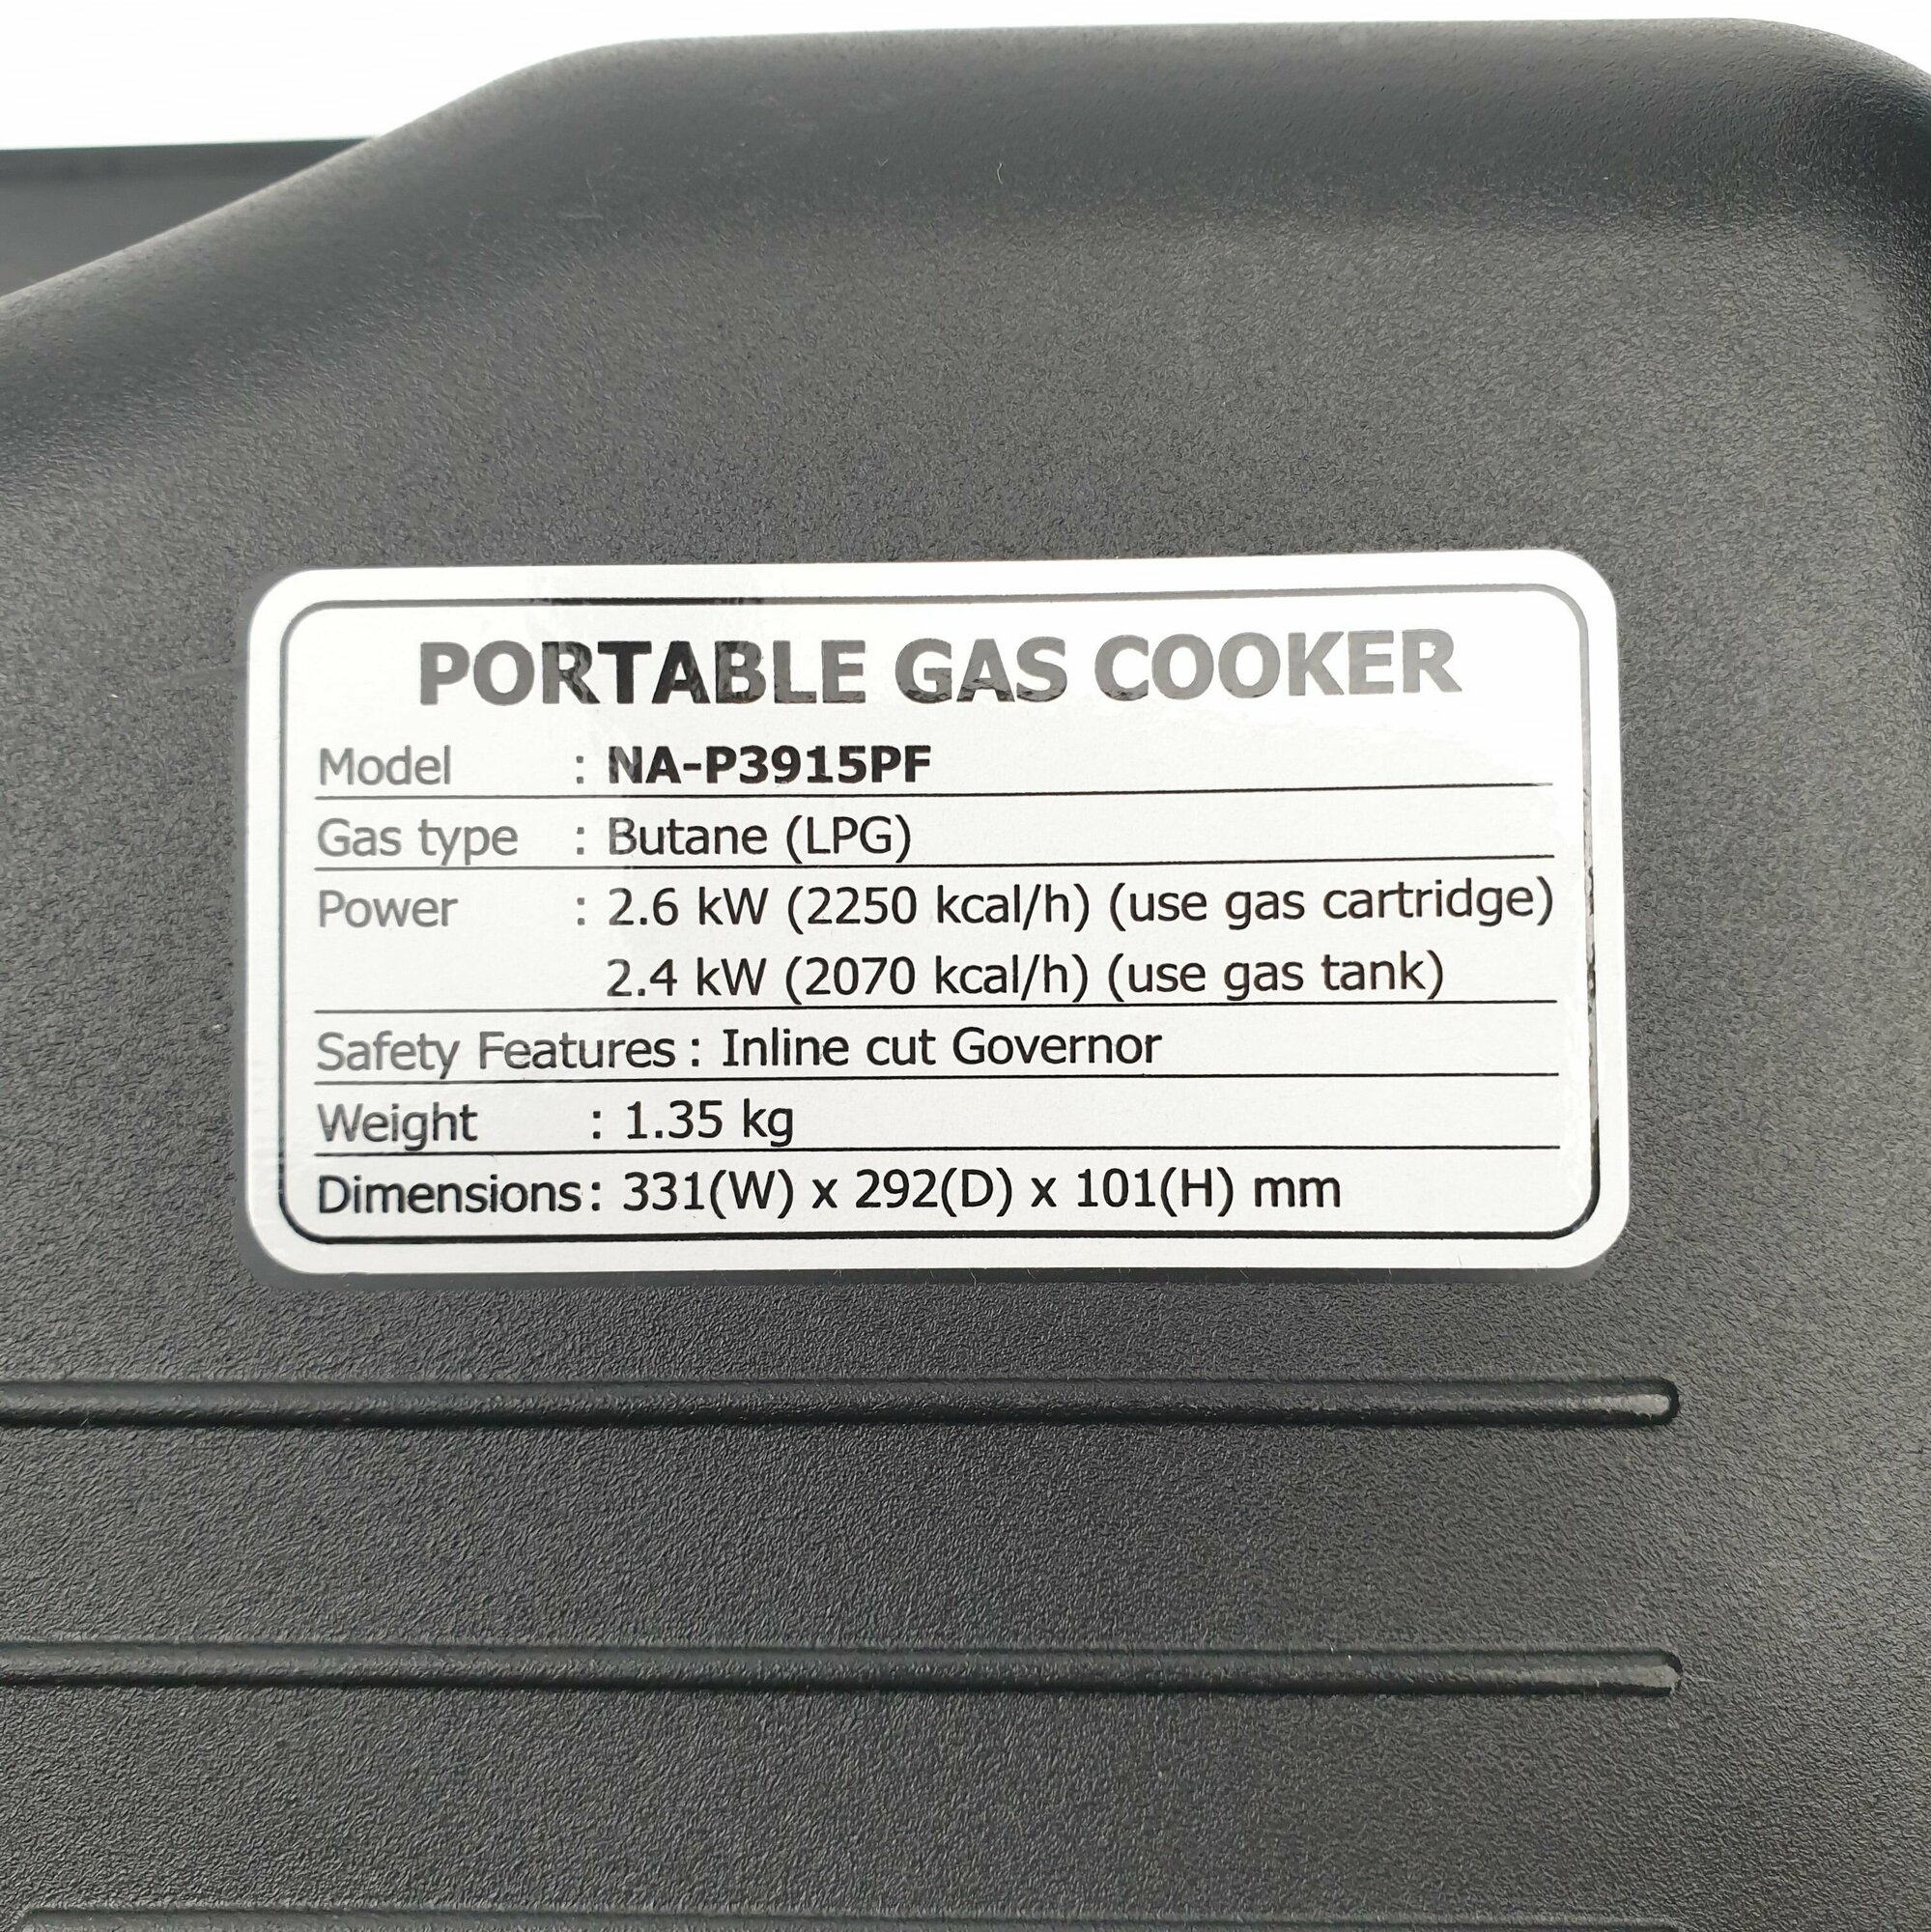 PORTABLE GAS COOKER
Model : NA-P3915PF
Gas type : Butane (LPG)
Power : 2.6 kW (2250 kcal/h) (use gas cartridge)
2.4 kW (2070 kcal/h) (use gas tank)
Safety Features : Inline cut Governor
Weight : 1.35 kg
Dimensions : 331(W) x 292(D) x 101(H) mm